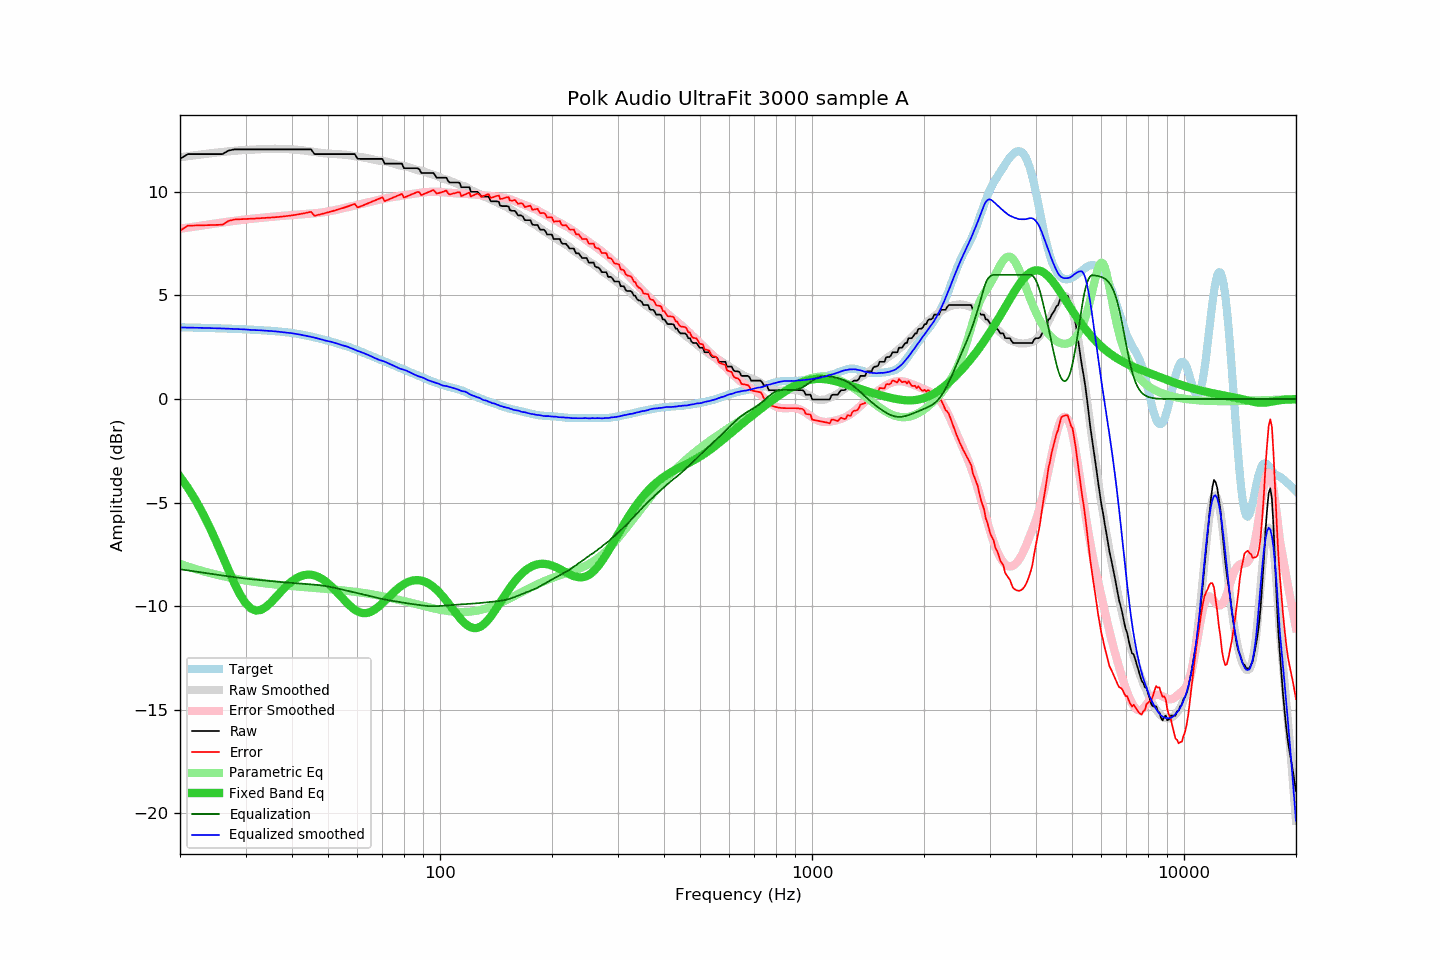 Polk Audio UltraFit 3000 sample A
10
5
0
−5
−10
−15
−20
Amplitude (dBr)
Target
Raw Smoothed
Error Smoothed
Raw
Error
Parametric Eq
Fixed Band Eq
Equalization
Equalized smoothed
100
1000
10000
Frequency (Hz)